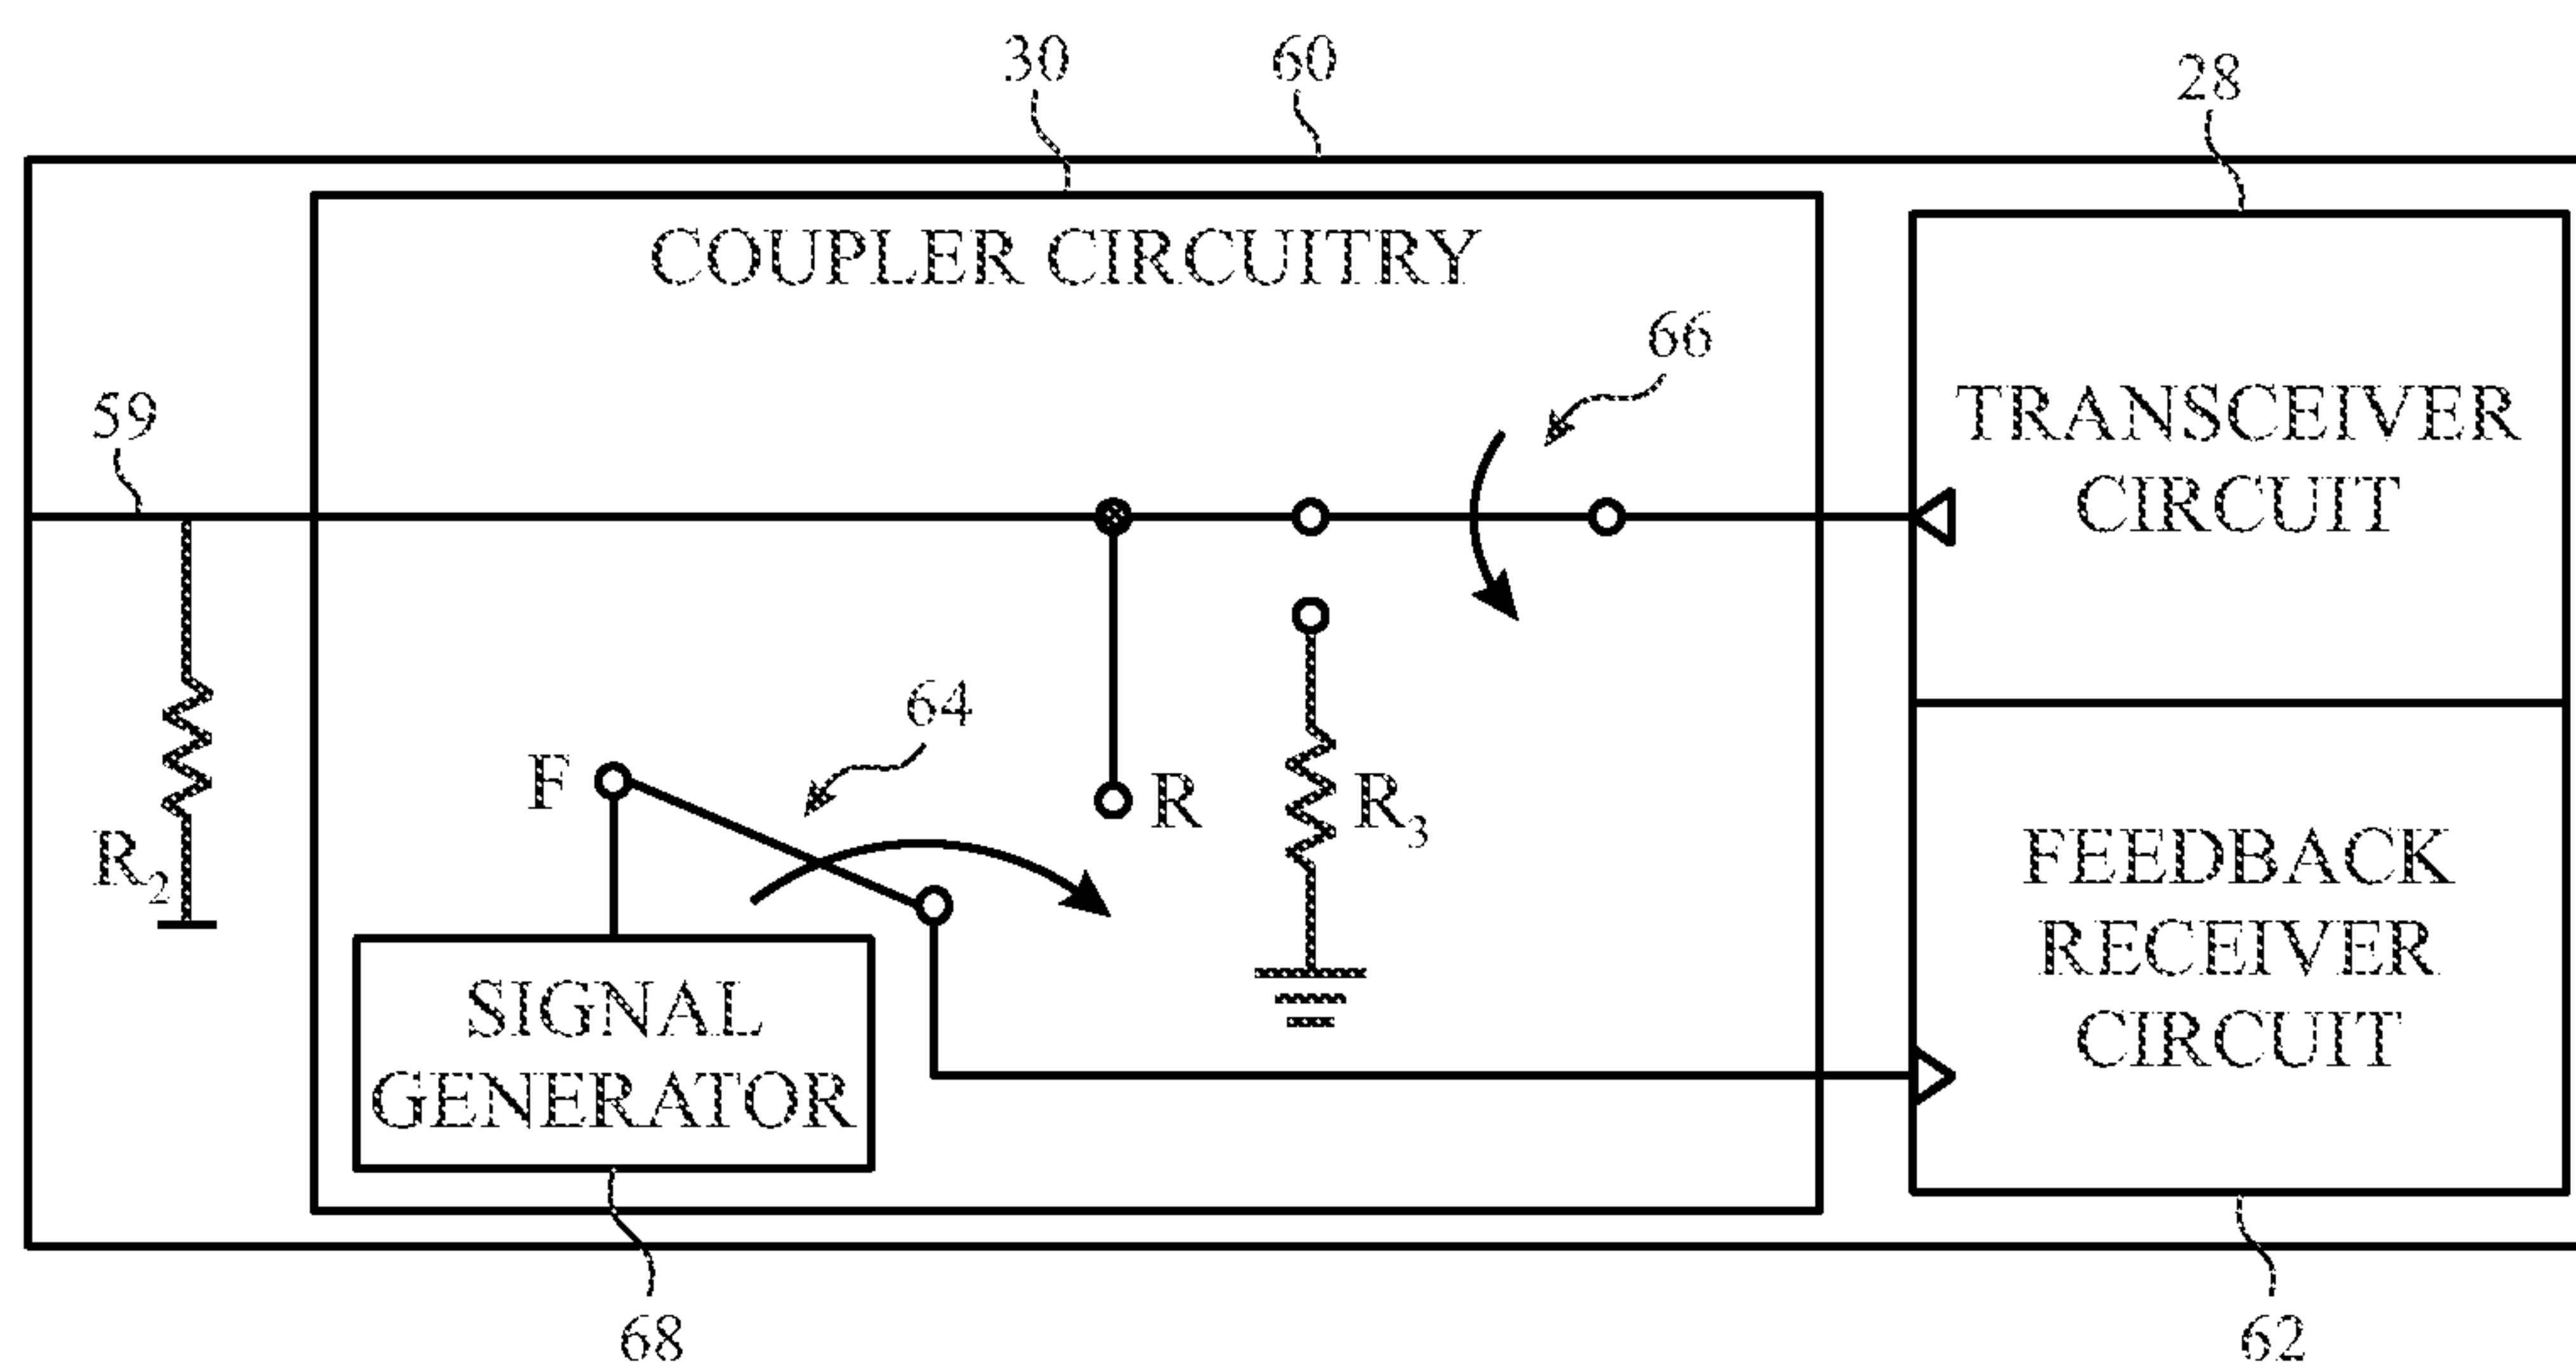 30
60
28
COUPLER CIRCUITRY
66
59
TRANSCEIVER
CIRCUIT
64
F
R
R3
R2
FEEDBACK
RECEIVER
CIRCUIT
SIGNAL
GENERATOR
68
62